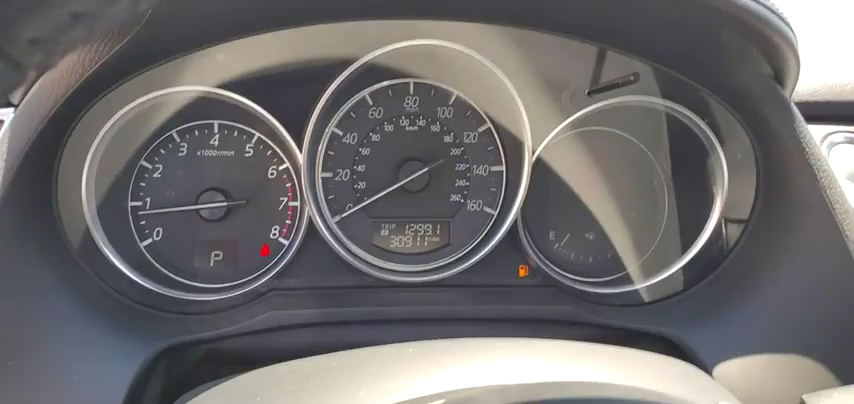 0 1 2 3 4 5 6 7 8
x1000r/min
P
0 20 40 60 80 100 120 140 160
mph
20 40 60 80 100 120 140 160 180 200 220 240 260
km/h
TRIP A 1299.1
30911 miles
E